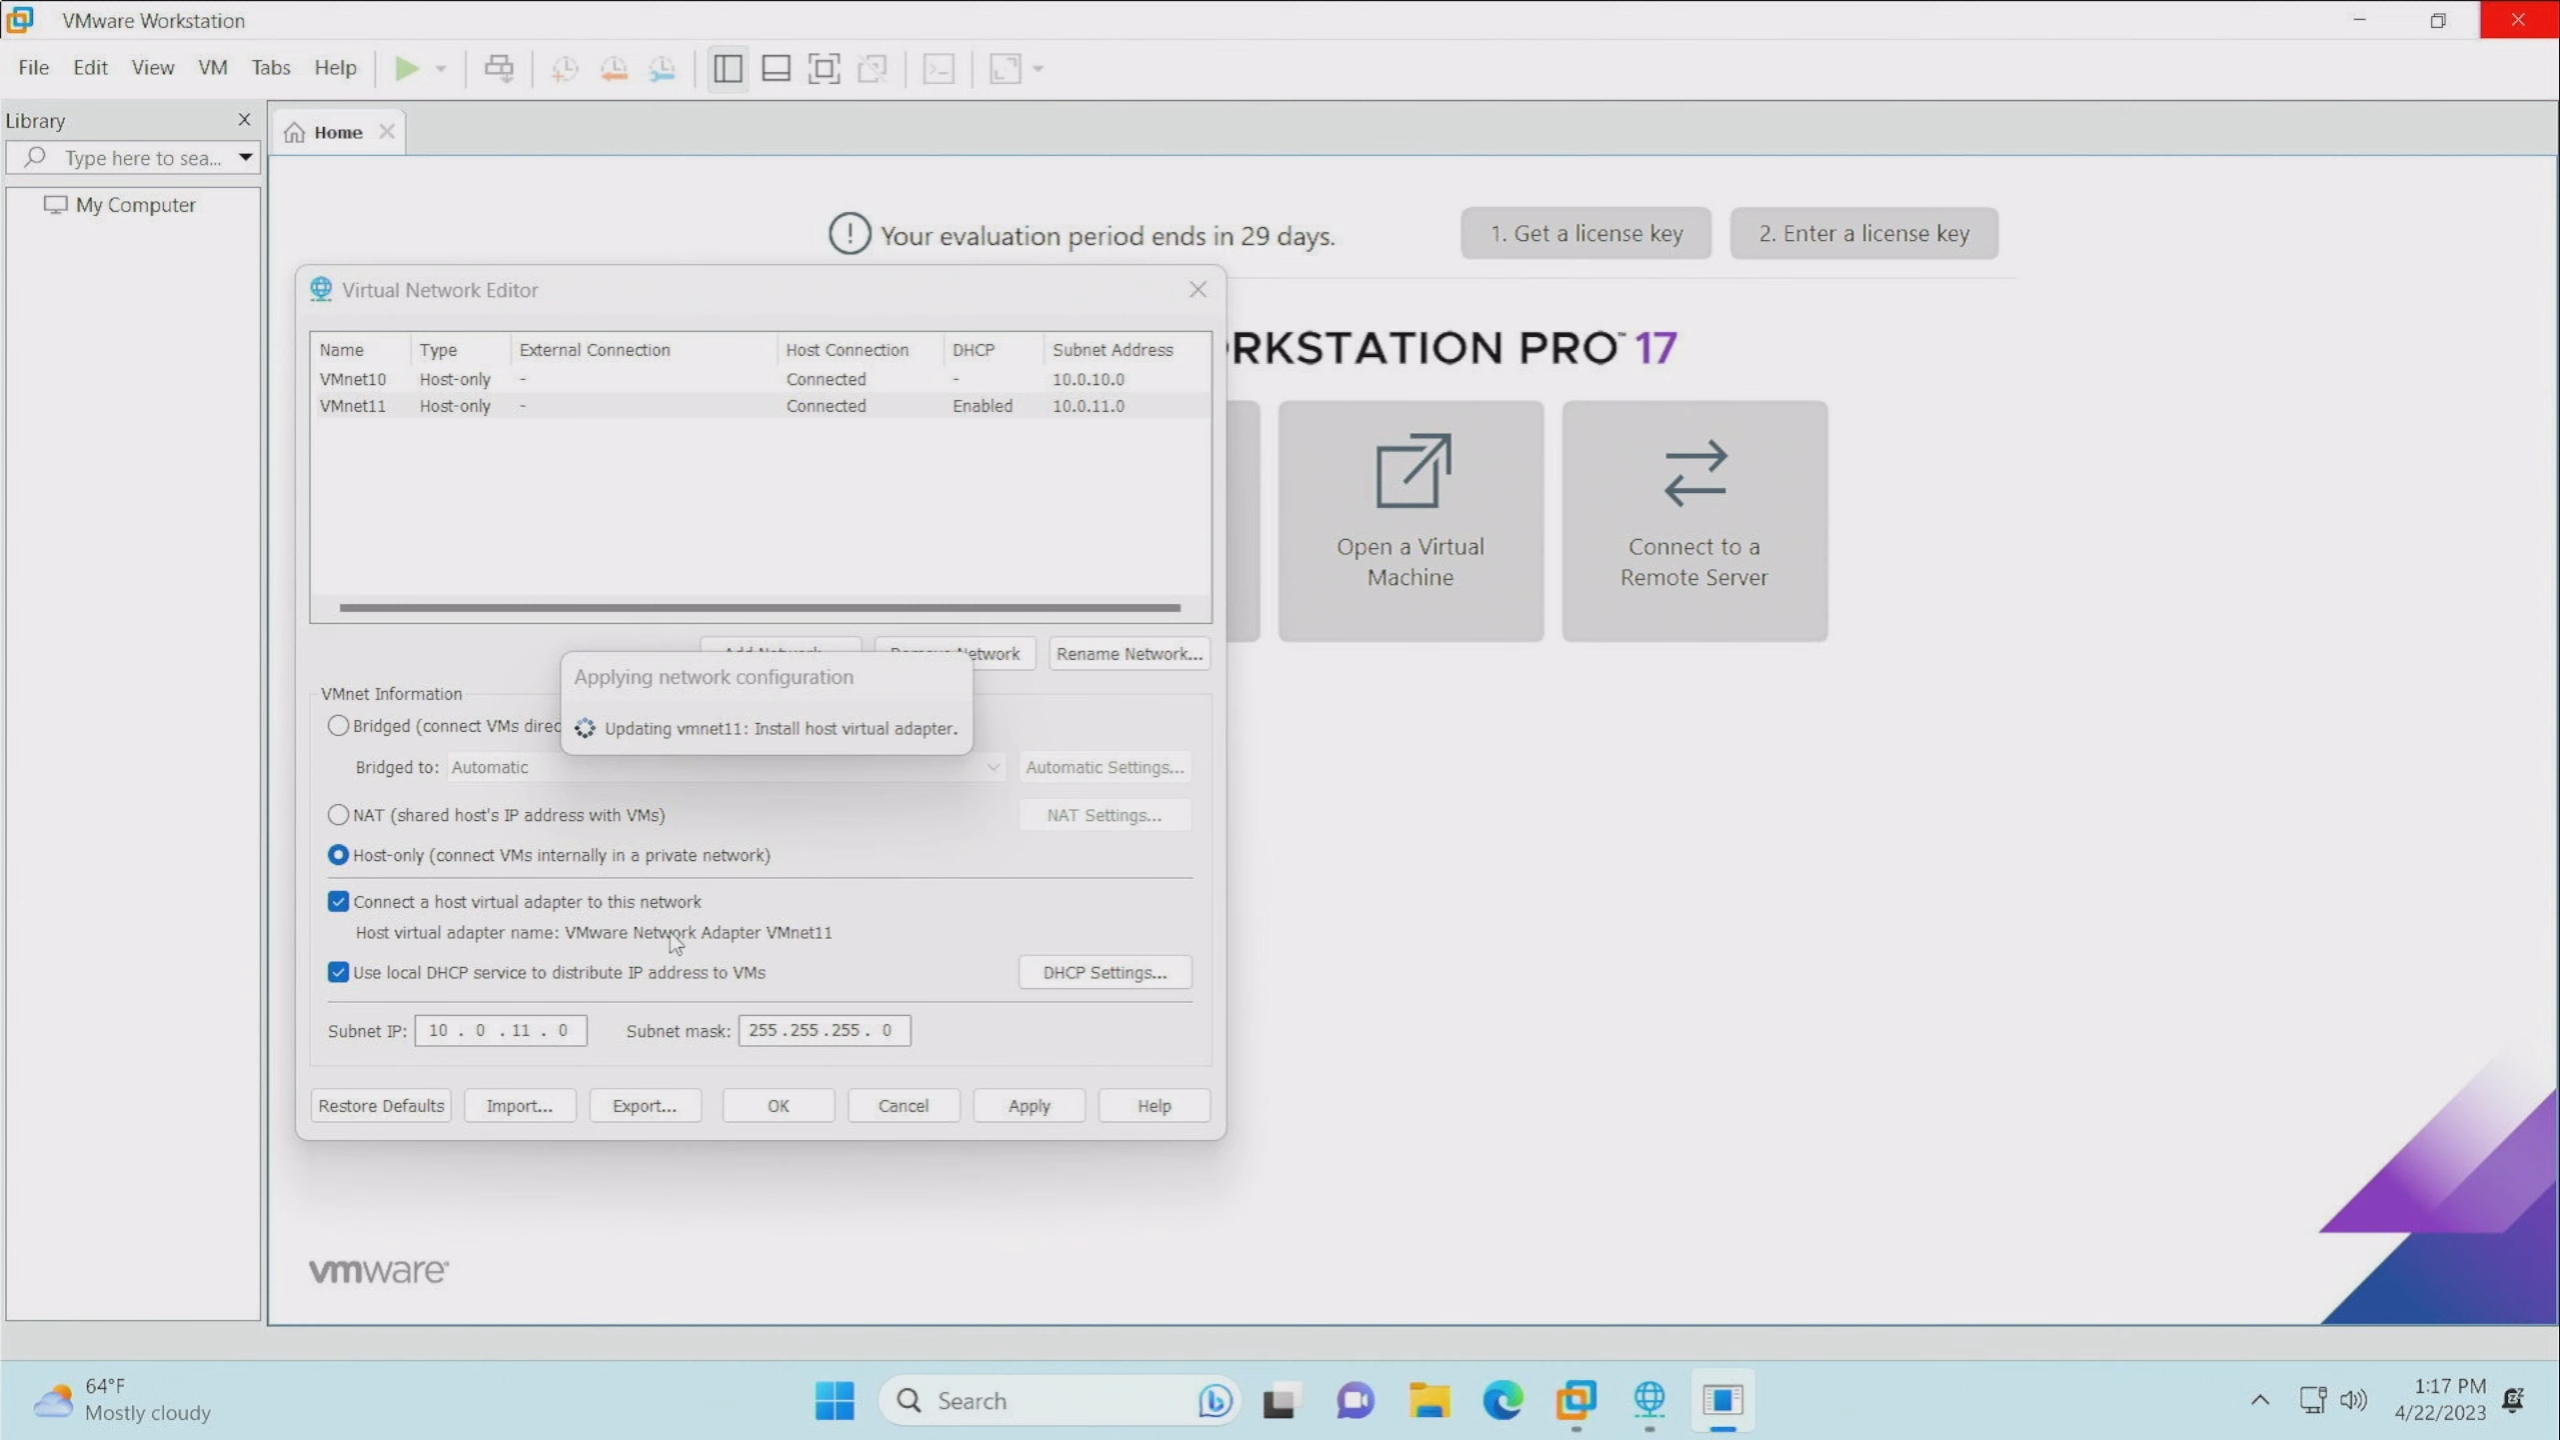 VMware Workstation
File Edit View VM Tabs Help
Library
Type here to sea...
My Computer
Home
Your evaluation period ends in 29 days.
1. Get a license key
2. Enter a license key
RKSTATION PRO™ 17
Open a Virtual
Machine
Connect to a
Remote Server
Virtual Network Editor
Name Type External Connection Host Connection DHCP Subnet Address
VMnet10 Host-only - Connected - 10.0.10.0
VMnet11 Host-only - Connected Enabled 10.0.11.0
Add Network... Remove Network Rename Network...
Applying network configuration
Updating vmnet11: Install host virtual adapter.
VMnet Information
Bridged (connect VMs direc
Bridged to: Automatic Automatic Settings...
NAT (shared host's IP address with VMs) NAT Settings...
Host-only (connect VMs internally in a private network)
Connect a host virtual adapter to this network
Host virtual adapter name: VMware Network Adapter VMnet11
Use local DHCP service to distribute IP address to VMs DHCP Settings...
Subnet IP: 10 . 0 . 11 . 0 Subnet mask: 255 . 255 . 255 . 0
Restore Defaults Import... Export... OK Cancel Apply Help
vmware
64°F
Mostly cloudy
Search
1:17 PM
4/22/2023